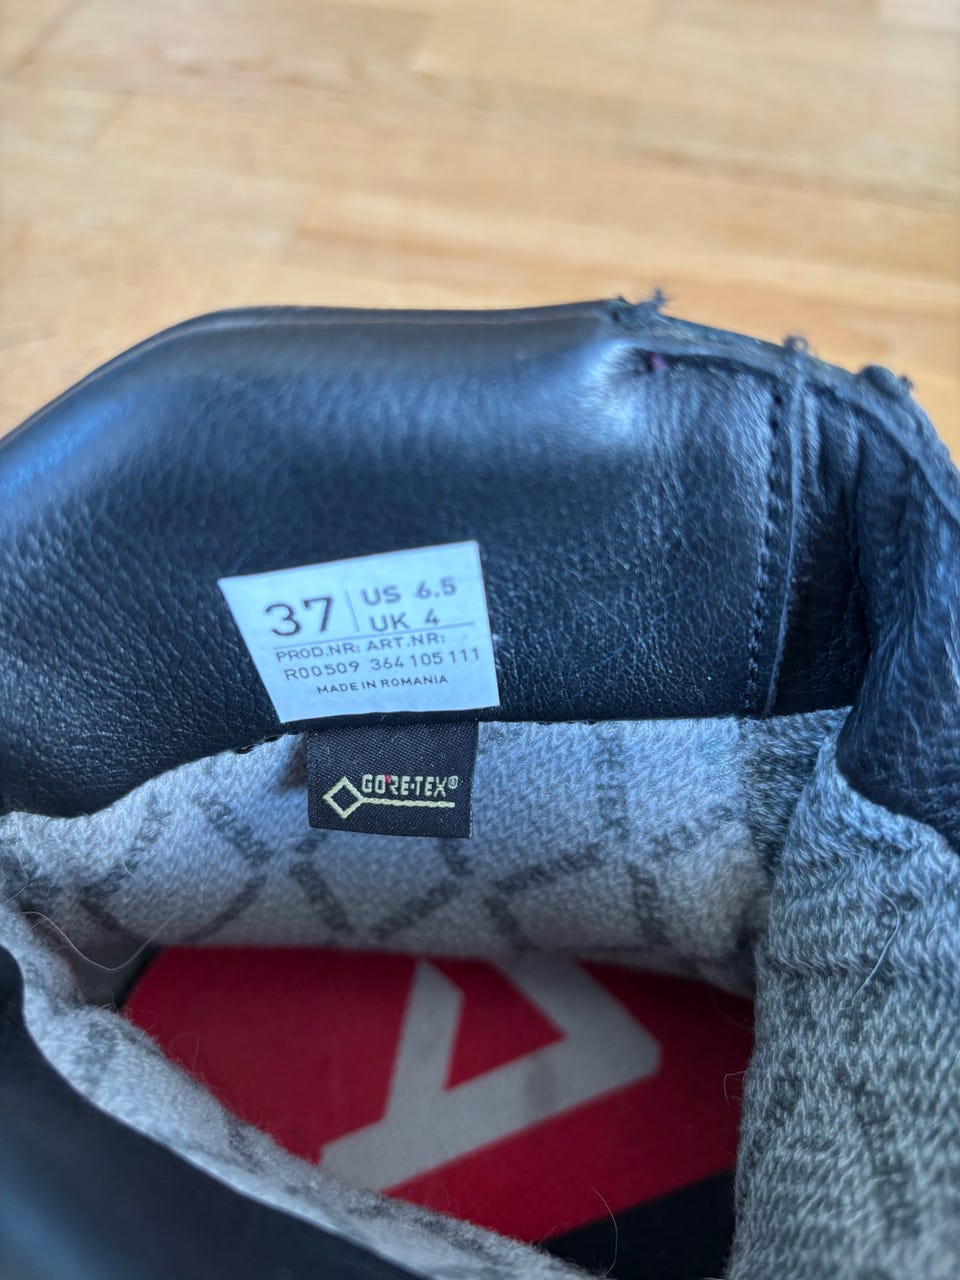 37 | US 6.5
UK 4
PROD.NR: ART.NR:
R00509 364 105 111
MADE IN ROMANIA
GORE-TEX®